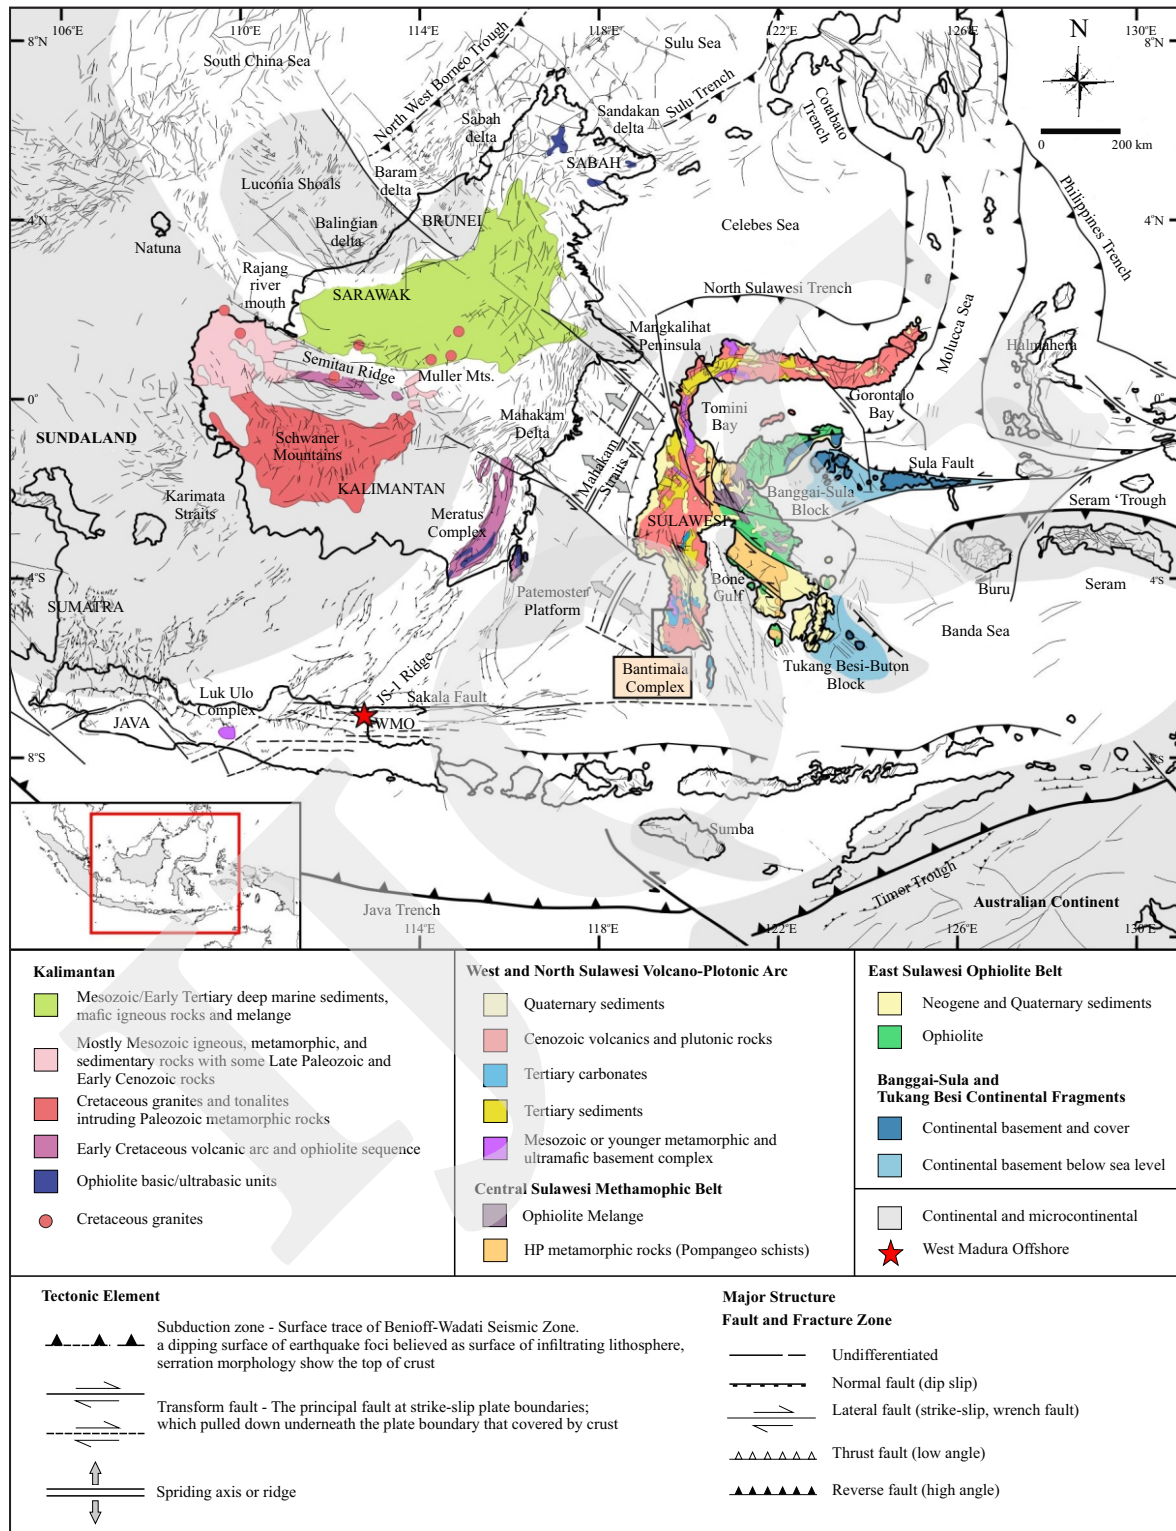 106°E
110°E
114°E
118°E
122°E
126°E
130°E
8°N
8°N
South China Sea
North West Borneo Trough
Sulu Sea
N
Sulu Trench
Cotabato
Trench
Sabah
delta
Sandakan
delta
0
200 km
SABAH
Baram
delta
Luconia Shoals
Philippines Trench
4°N
4°N
BRUNEI
Balingian
delta
Celebes Sea
Natuna
Rajang
river
mouth
SARAWAK
North Sulawesi Trench
Molucca Sea
Mangkalihat
Peninsula
Halmahera
Semitau Ridge
Muller Mts.
0°
0°
Gorontalo
Bay
Tomini
Bay
Mahakam
Delta
SUNDALAND
Schwaner
Mountains
Mahakam
Straits
Sula Fault
KALIMANTAN
Banggai-Sula
Block
Karimata
Straits
Meratus
Complex
SULAWESI
Seram 'Trough
4°S
4°S
Buru
Seram
Bone
Gulf
SUMATRA
Patemoster
Platform
Banda Sea
Bantimala
Complex
Tukang Besi-Buton
Block
JS-1 Ridge
Luk Ulo
Complex
Sakala Fault
JAVA
WMO
8°S
Sumba
Timor Trough
Java Trench
Australian Continent
114°E
118°E
122°E
126°E
130°E
Kalimantan
Mesozoic/Early Tertiary deep marine sediments,
mafic igneous rocks and melange
Mostly Mesozoic igneous, metamorphic, and
sedimentary rocks with some Late Paleozoic and
Early Cenozoic rocks
Cretaceous granites and tonalites
intruding Paleozoic metamorphic rocks
Early Cretaceous volcanic arc and ophiolite sequence
Ophiolite basic/ultrabasic units
Cretaceous granites
West and North Sulawesi Volcano-Plotonic Arc
Quaternary sediments
Cenozoic volcanics and plutonic rocks
Tertiary carbonates
Tertiary sediments
Mesozoic or younger metamorphic and
ultramafic basement complex
Central Sulawesi Methamophic Belt
Ophiolite Melange
HP metamorphic rocks (Pompangeo schists)
East Sulawesi Ophiolite Belt
Neogene and Quaternary sediments
Ophiolite
Banggai-Sula and
Tukang Besi Continental Fragments
Continental basement and cover
Continental basement below sea level
Continental and microcontinental
West Madura Offshore
Tectonic Element
Subduction zone - Surface trace of Benioff-Wadati Seismic Zone.
a dipping surface of earthquake foci believed as surface of infiltrating lithosphere,
serration morphology show the top of crust
Transform fault - The principal fault at strike-slip plate boundaries;
which pulled down underneath the plate boundary that covered by crust
Spriding axis or ridge
Major Structure
Fault and Fracture Zone
Undifferentiated
Normal fault (dip slip)
Lateral fault (strike-slip, wrench fault)
Thrust fault (low angle)
Reverse fault (high angle)